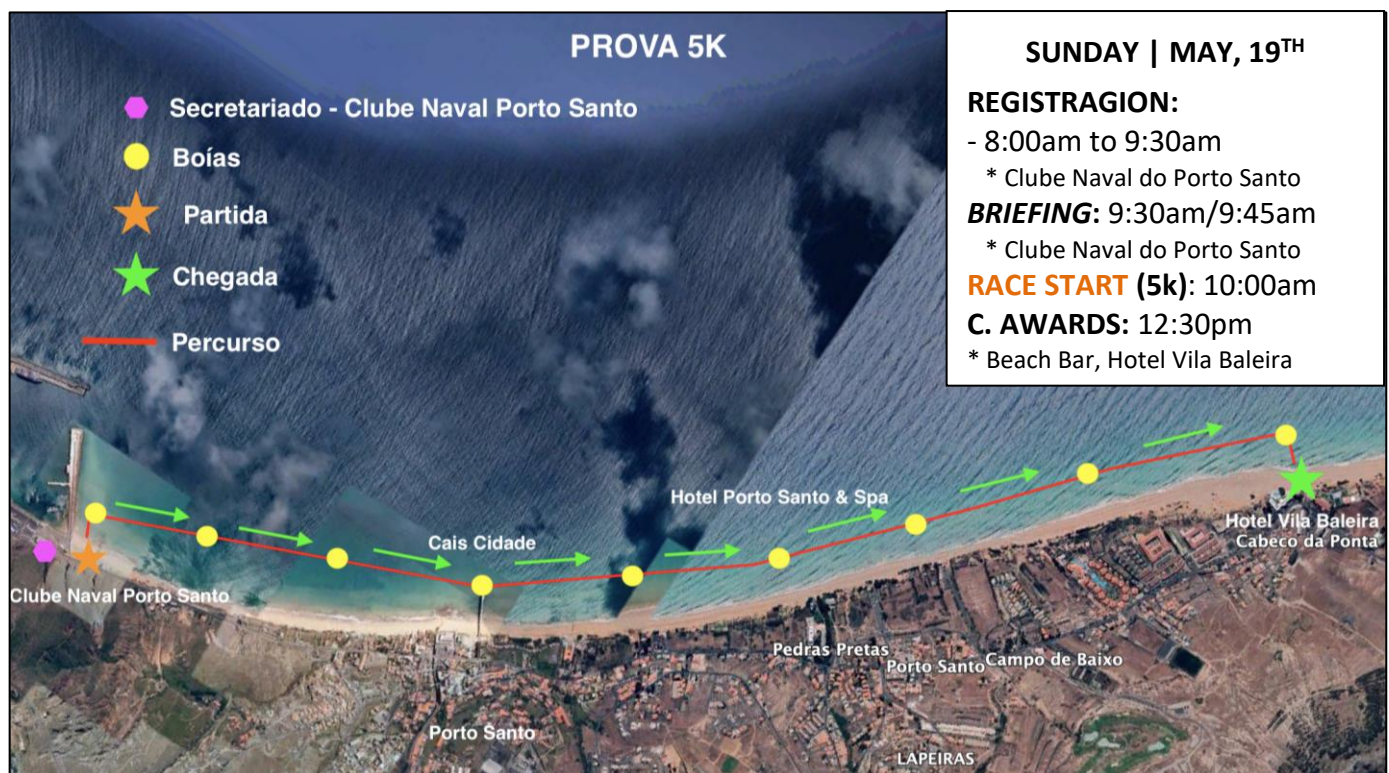 PROVA 5K
Secretariado - Clube Naval Porto Santo
Boías
Partida
Chegada
Percurso
SUNDAY | MAY, 19TH
REGISTRAGION:
- 8:00am to 9:30am
* Clube Naval do Porto Santo
BRIEFING: 9:30am/9:45am
* Clube Naval do Porto Santo
RACE START (5k): 10:00am
C. AWARDS: 12:30pm
* Beach Bar, Hotel Vila Baleira
Hotel Porto Santo & Spa
Cais Cidade
Hotel Vila Baleira
Cabeco da Ponta
Clube Naval Porto Santo
Pedras Pretas
Porto Santo
Campo de Baixo
Porto Santo
LAPEIRAS